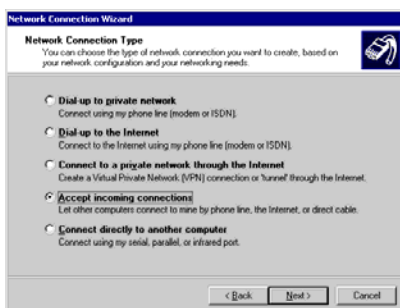 Network Connection Wizard
Network Connection Type
You can choose the type of network connection you want to create, based on
your network configuration and your networking needs.
Dial-up to private network
Connect using my phone line (modem or ISDN).
Dial-up to the Internet
Connect to the Internet using my phone line (modem or ISDN).
Connect to a private network through the Internet
Create a Virtual Private Network (VPN) connection or 'tunnel' through the Internet.
Accept incoming connections
Let other computers connect to mine by phone line, the Internet, or direct cable.
Connect directly to another computer
Connect using my serial, parallel, or infrared port.
< Back Next > Cancel